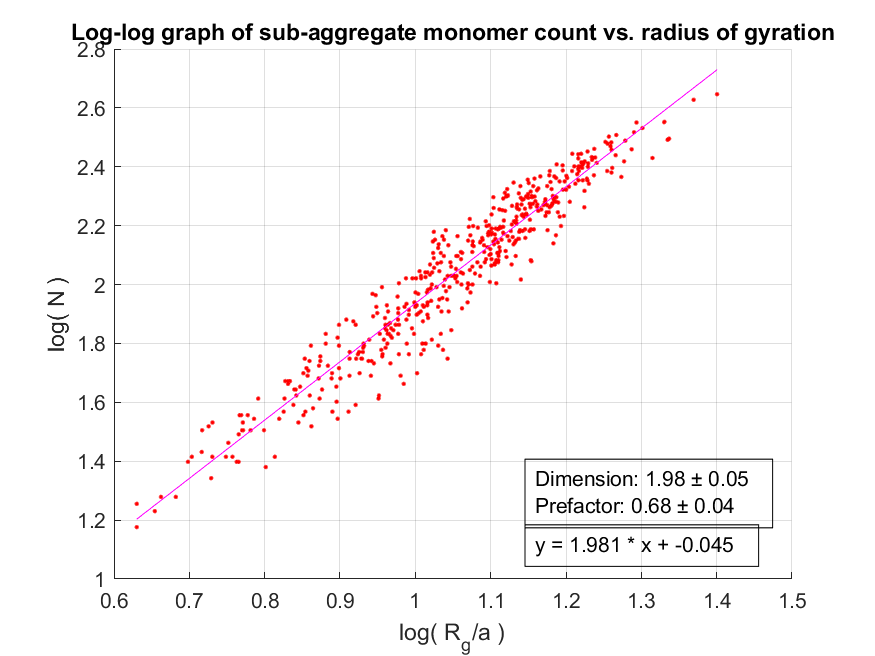 Log-log graph of sub-aggregate monomer count vs. radius of gyration
2.8
2.6
2.4
2.2
2
1.8
1.6
1.4
1.2
1
log( N )
Dimension: 1.98 ± 0.05
Prefactor: 0.68 ± 0.04
y = 1.981 * x + -0.045
0.6 0.7 0.8 0.9 1 1.1 1.2 1.3 1.4 1.5
log( R_g/a )